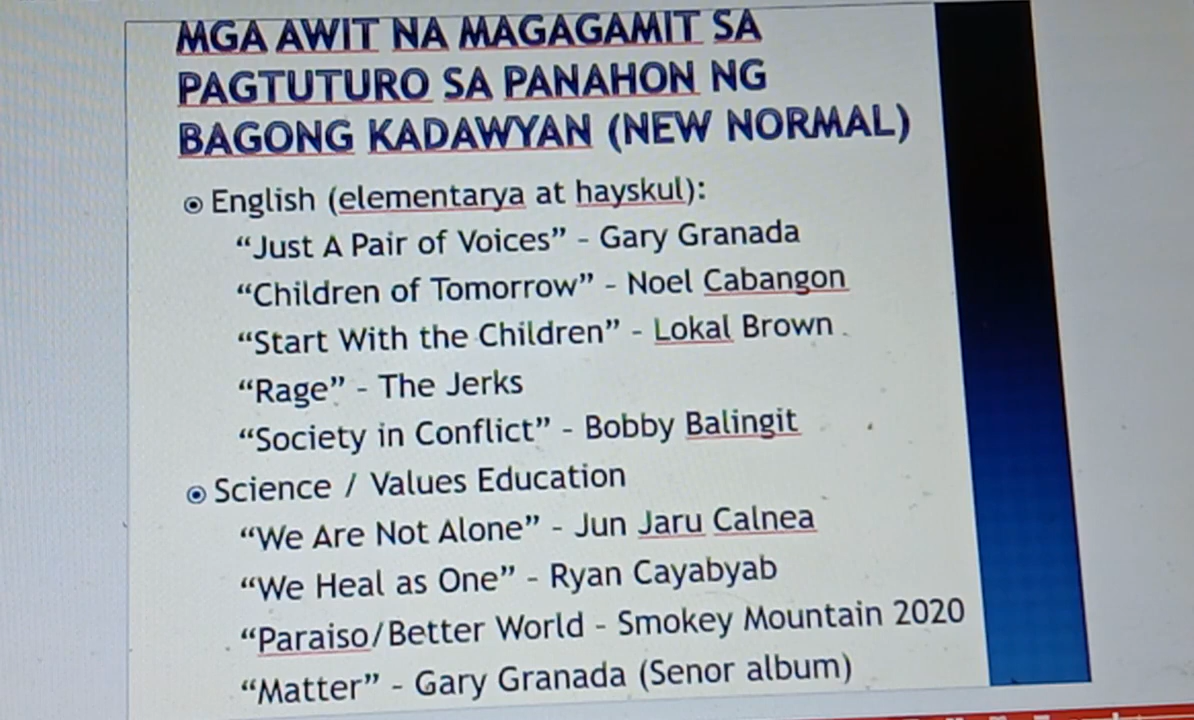 MGA AWIT NA MAGAGAMIT SA
PAGTUTURO SA PANAHON NG
BAGONG KADAWYAN (NEW NORMAL)
English (elementarya at hayskul):
“Just A Pair of Voices” - Gary Granada
“Children of Tomorrow” - Noel Cabangon
“Start With the Children” - Lokal Brown
“Rage” - The Jerks
“Society in Conflict” - Bobby Balingit
Science / Values Education
“We Are Not Alone” - Jun Jaru Calnea
“We Heal as One” - Ryan Cayabyab
“Paraiso/Better World - Smokey Mountain 2020
“Matter” - Gary Granada (Senor album)